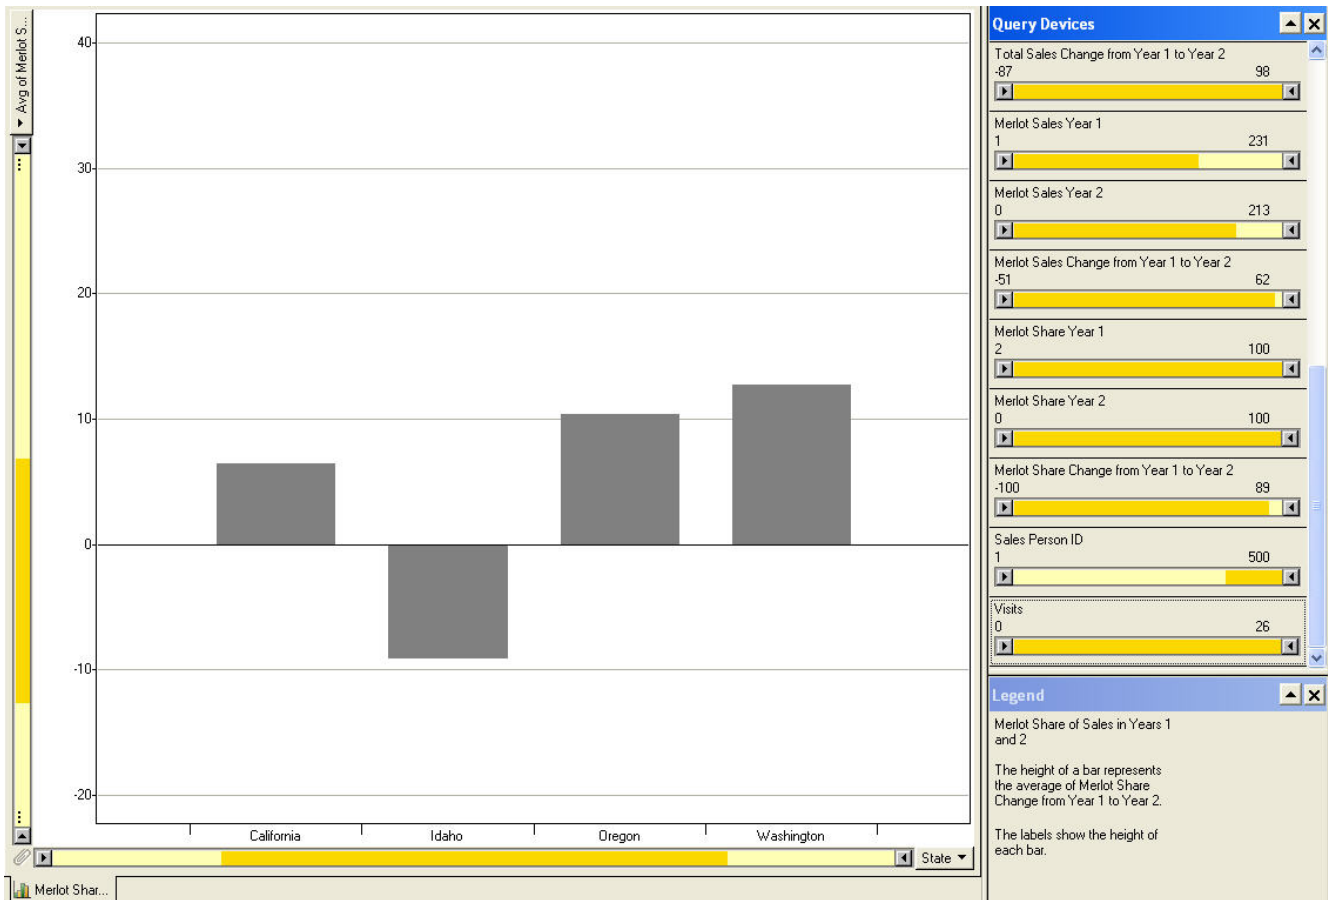 Avg of Merlot S...
40
30
20
10
0
-10
-20
California Idaho Oregon Washington
State
Merlot Shar...
Query Devices
Total Sales Change from Year 1 to Year 2
-87 98
Merlot Sales Year 1
1 231
Merlot Sales Year 2
0 213
Merlot Sales Change from Year 1 to Year 2
-51 62
Merlot Share Year 1
2 100
Merlot Share Year 2
0 100
Merlot Share Change from Year 1 to Year 2
-100 89
Sales Person ID
1 500
Visits
0 26
Legend
Merlot Share of Sales in Years 1
and 2
The height of a bar represents
the average of Merlot Share
Change from Year 1 to Year 2.
The labels show the height of
each bar.